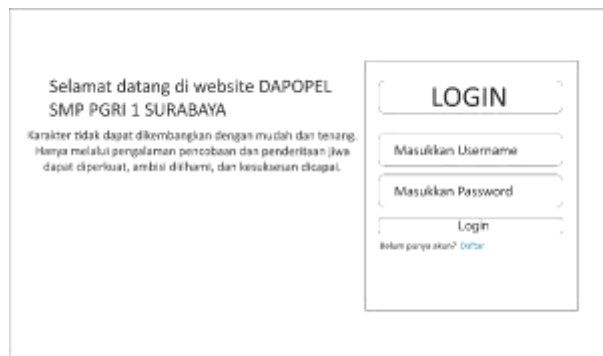 Selamat datang di website DAPOPEL
SMP PGRI 1 SURABAYA
Karakter tidak dapat dikembangkan dengan mudah dan tenang.
Hanya melalui pengalaman percobaan dan penderitaan jiwa
dapat diperkuat, ambisi diilhami, dan kesuksesan dicapai.
LOGIN
Masukkan Username
Masukkan Password
Login
Belum punya akun? Daftar